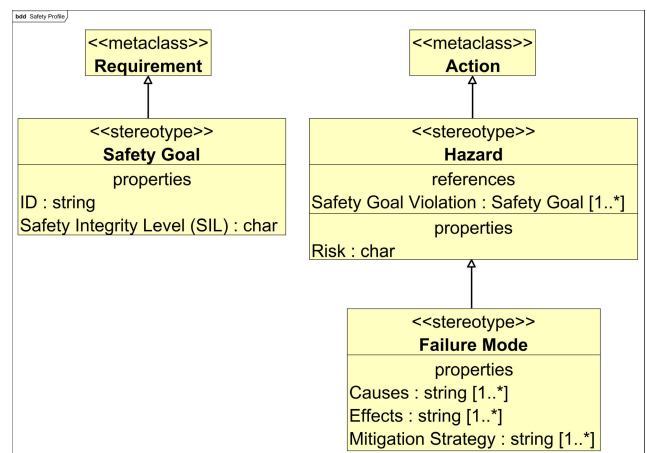 bdd Safety Profile
<<metaclass>>
Requirement
<<metaclass>>
Action
<<stereotype>>
Safety Goal
properties
ID : string
Safety Integrity Level (SIL) : char
<<stereotype>>
Hazard
references
Safety Goal Violation : Safety Goal [1..*]
properties
Risk : char
<<stereotype>>
Failure Mode
properties
Causes : string [1..*]
Effects : string [1..*]
Mitigation Strategy : string [1..*]